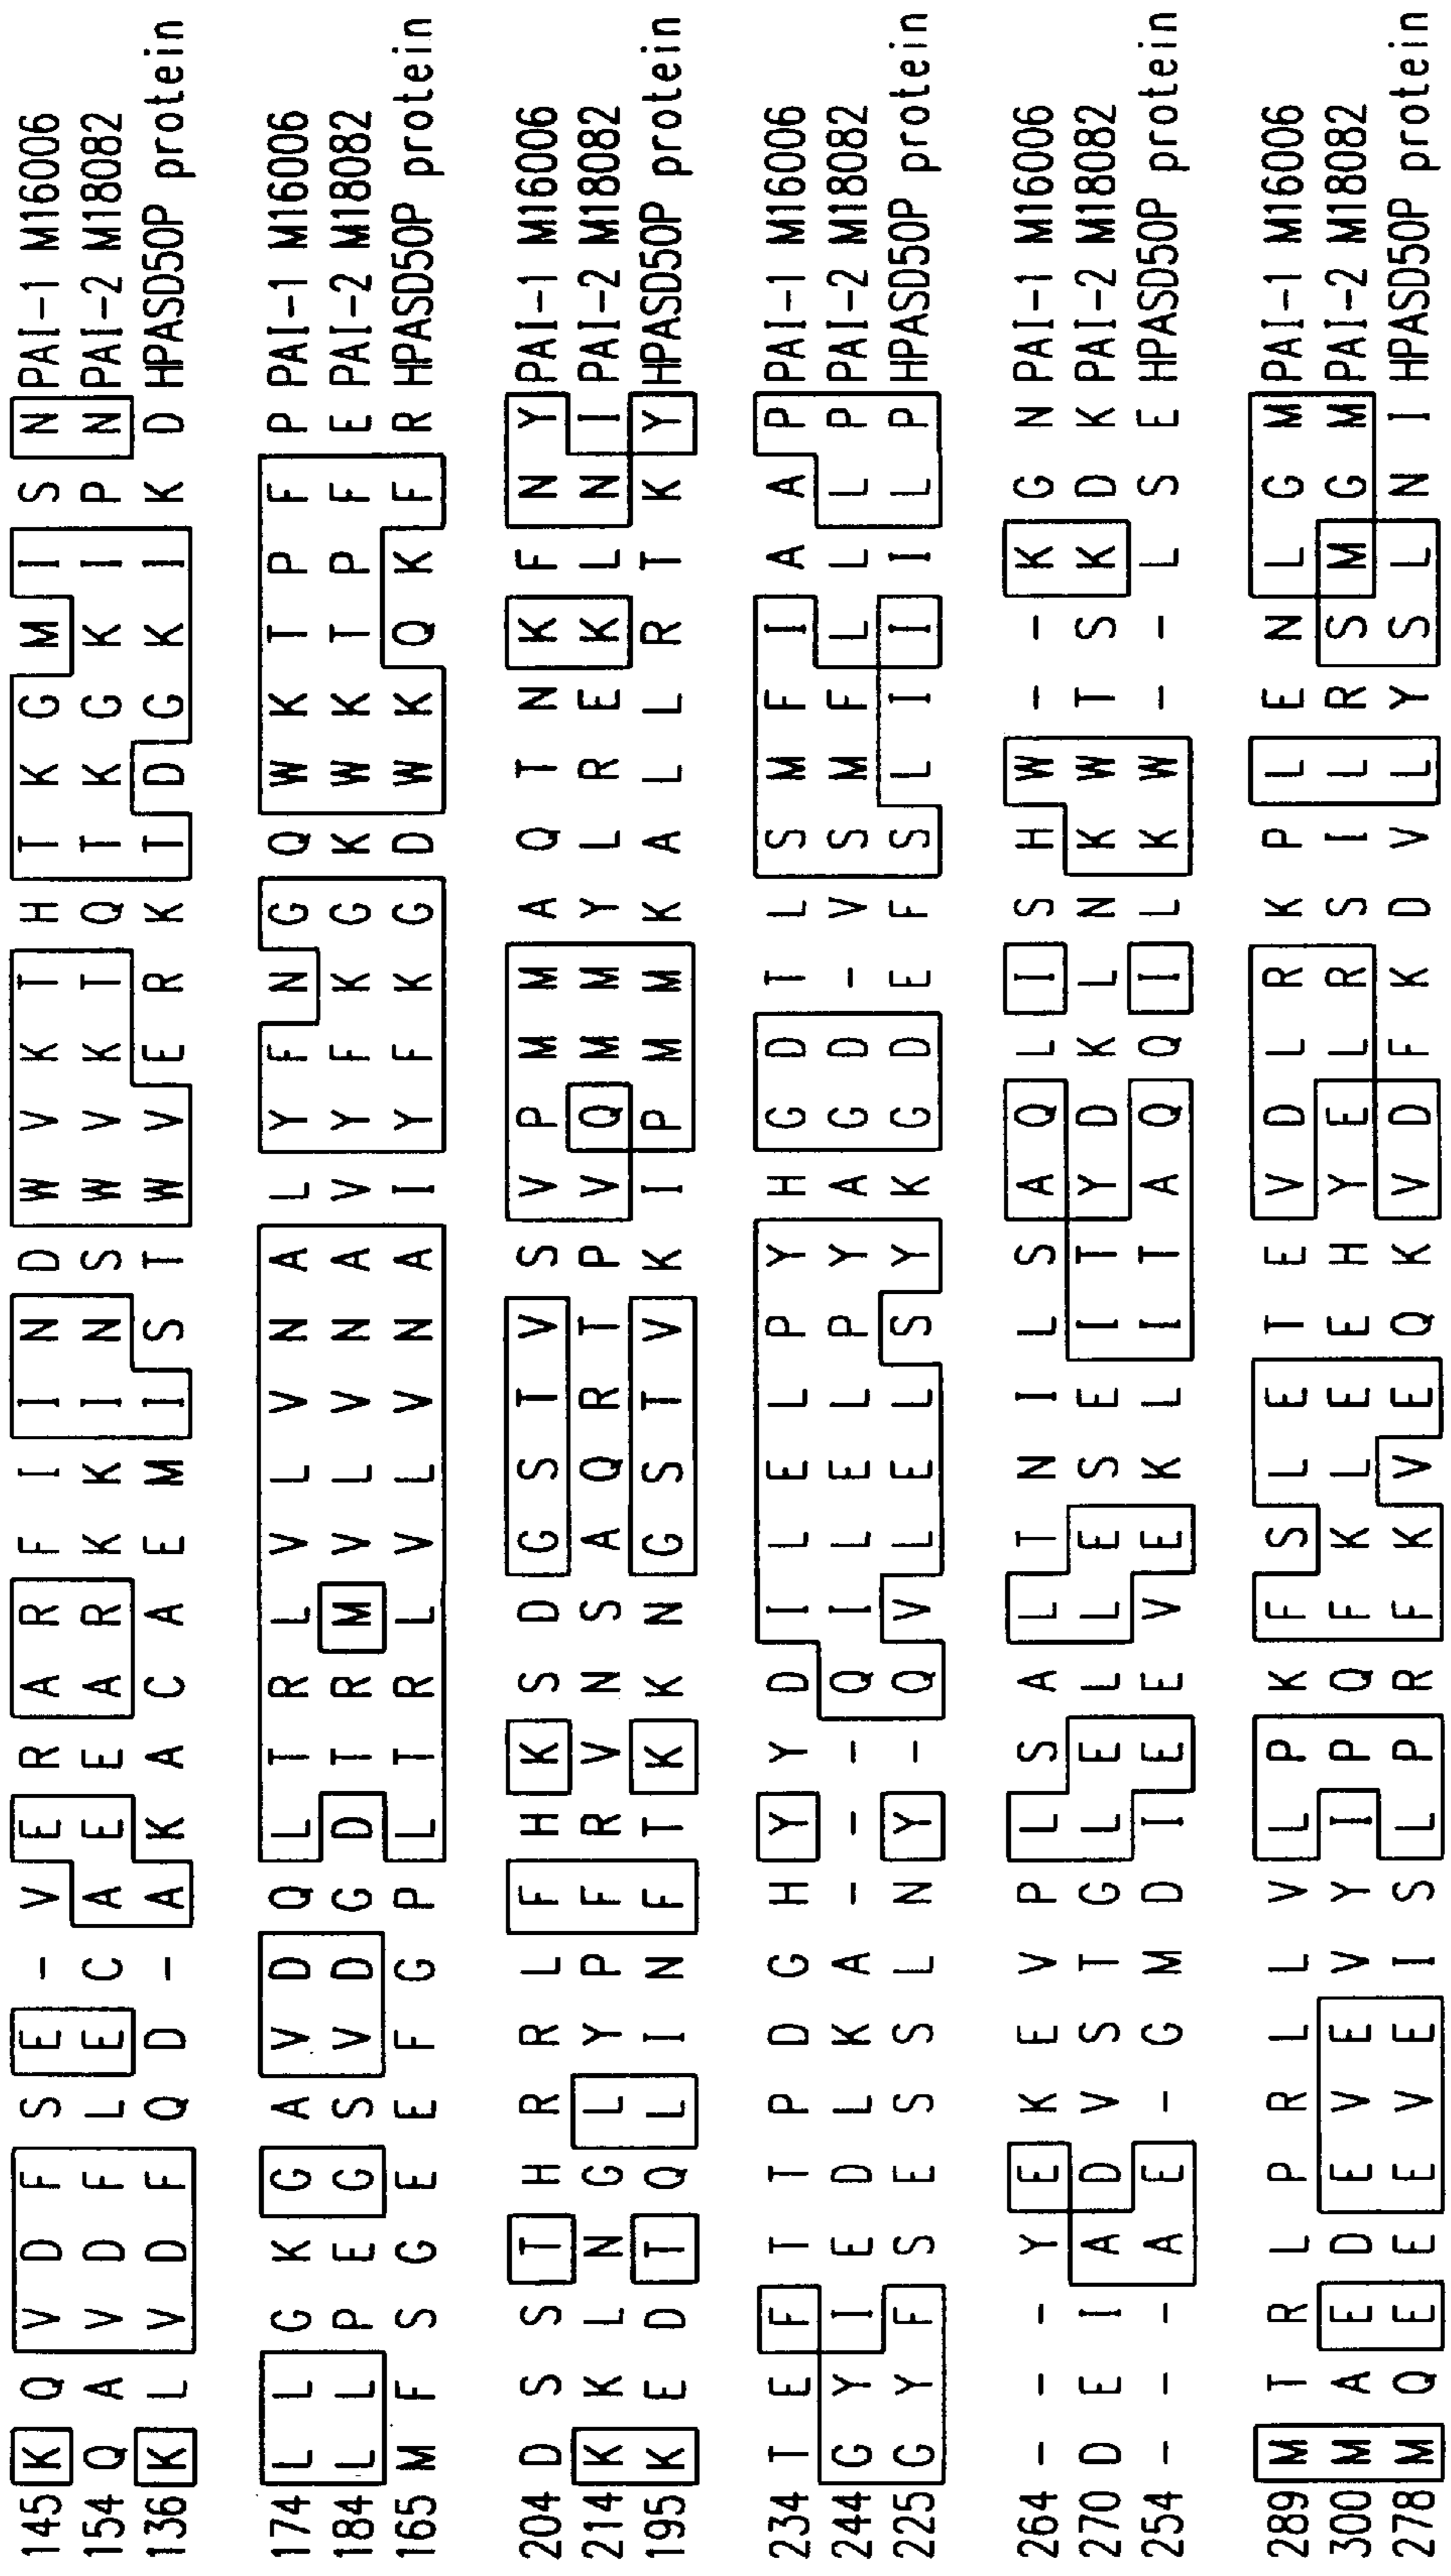 145 K Q V D F S E - V E R A R F I I N D W V K T H T K G M I S N PAI-1 M16006
154 Q A V D F L E C A E E A R K K I N S W V K T Q T K G K I P N PAI-2 M18082
136 K L V D F Q D - A K A C A E M I S T W V E R K T D G K I K D HPASD50P protein
174 L L G K G A V D Q L T R L V L V N A L Y F N G Q W K T P F P PAI-1 M16006
184 L L P E G S V D G D T R M V L V N A V Y F K G K W K T P F E PAI-2 M18082
165 M F S G E E F G P L T R L V L V N A I Y F K G D W K Q K F R HPASD50P protein
204 D S S T H R R L F H K S D G S T V S V P M M A Q T N K F N Y PAI-1 M16006
214 K K L N G L Y P F R V N S A Q R T P V Q M M Y L R E K L N I PAI-2 M18082
195 K E D T Q L I N F T K K N G S T V K I P M M K A L L R T K Y HPASD50P protein
234 T E F T T P D G H Y Y D I L E L P Y H G D T L S M F I A A P PAI-1 M16006
244 G Y I E D L K A - - - Q I L E L P Y A G D - V S M F L L L P PAI-2 M18082
225 G Y F S E S S L N Y - Q V L E L S Y K G D E F S L I I I L P HPASD50P protein
264 - - - Y E K E V P L S A L T N I L S A Q L I S H W - - K G N PAI-1 M16006
270 D E I A D V S T G L E L L E S E I T Y D K L N K W T S K D K PAI-2 M18082
254 - - - A E - G M D I E E V E K L I T A Q Q I L K W - - L S E HPASD50P protein
289 M T R L P R L L V L P K F S L E T E V D L R K P L E N L G M PAI-1 M16006
300 M A E D E V E V Y I P Q F K L E E H Y E L R S I L R S M G M PAI-2 M18082
278 M Q E E E V E I S L P R F K V E Q K V D F K D V L Y S L N I HPASD50P protein